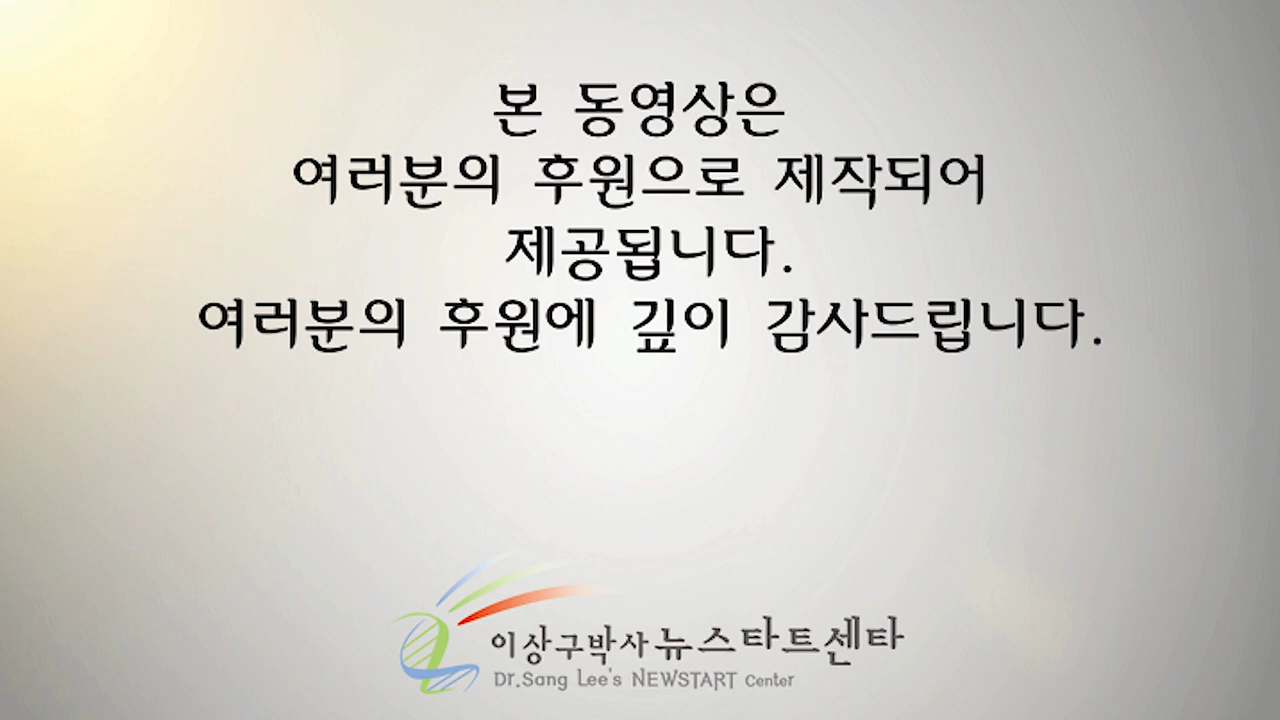 본 동영상은
여러분의 후원으로 제작되어
제공됩니다.
여러분의 후원에 깊이 감사드립니다.
이상구박사 뉴스타트센타
Dr.Sang Lee's NEWSTART Center